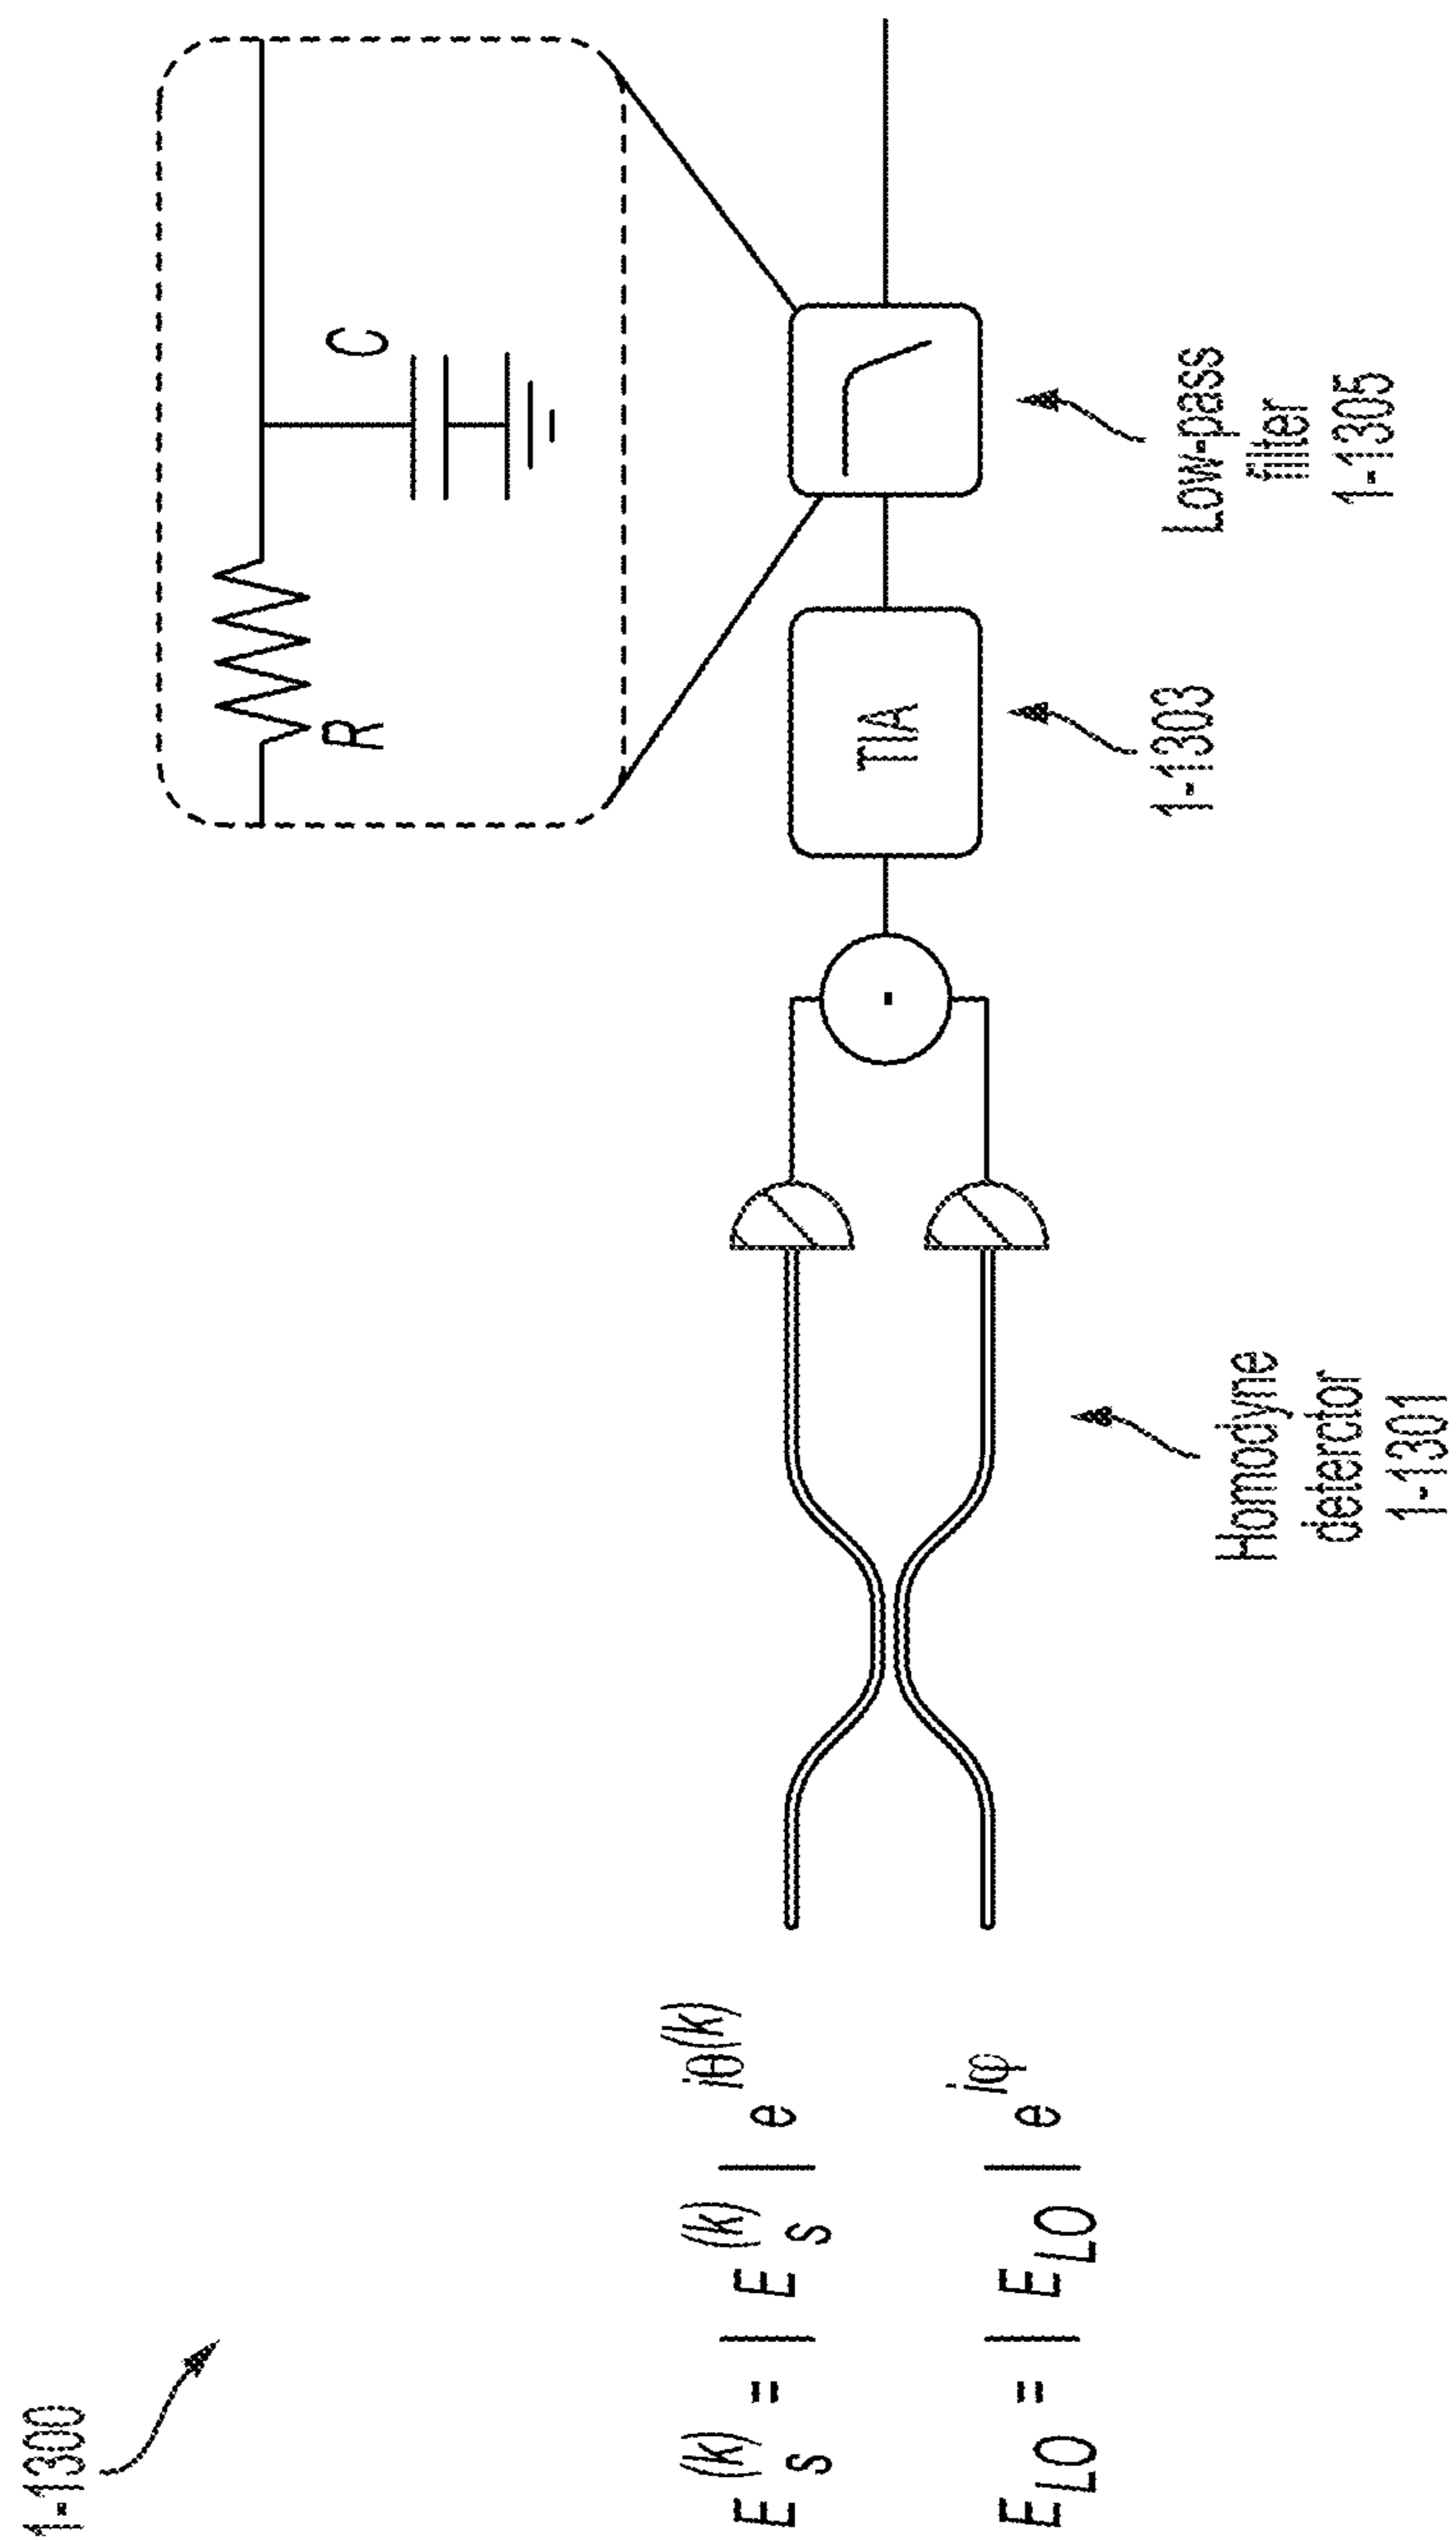 1-1300
R
C
E_S^(k) = | E_S^(k) | e^iθ(k)
E_LO = | E_LO | e^iφ
-
TIA
1-1303
Low-pass
filter
1-1305
Homodyne
deterctor
1-1301